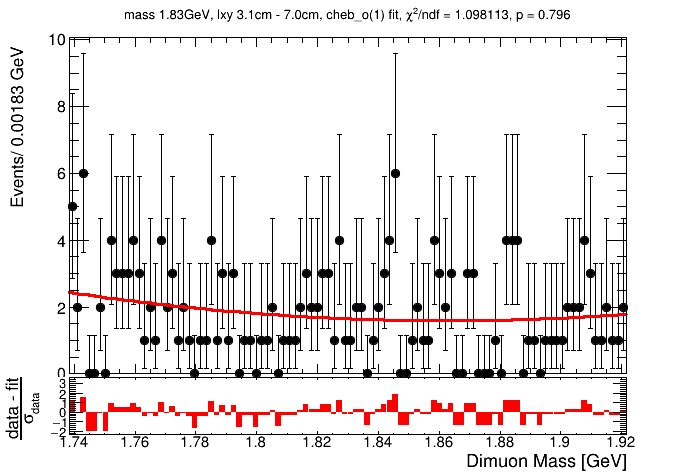 mass 1.83GeV, lxy 3.1cm - 7.0cm, cheb_o(1) fit, χ²/ndf = 1.098113, p = 0.796
Events/ 0.00183 GeV
10
8
6
4
2
0
data - fit
σdata
3
2
1
0
−1
−2
1.74 1.76 1.78 1.8 1.82 1.84 1.86 1.88 1.9 1.92
Dimuon Mass [GeV]